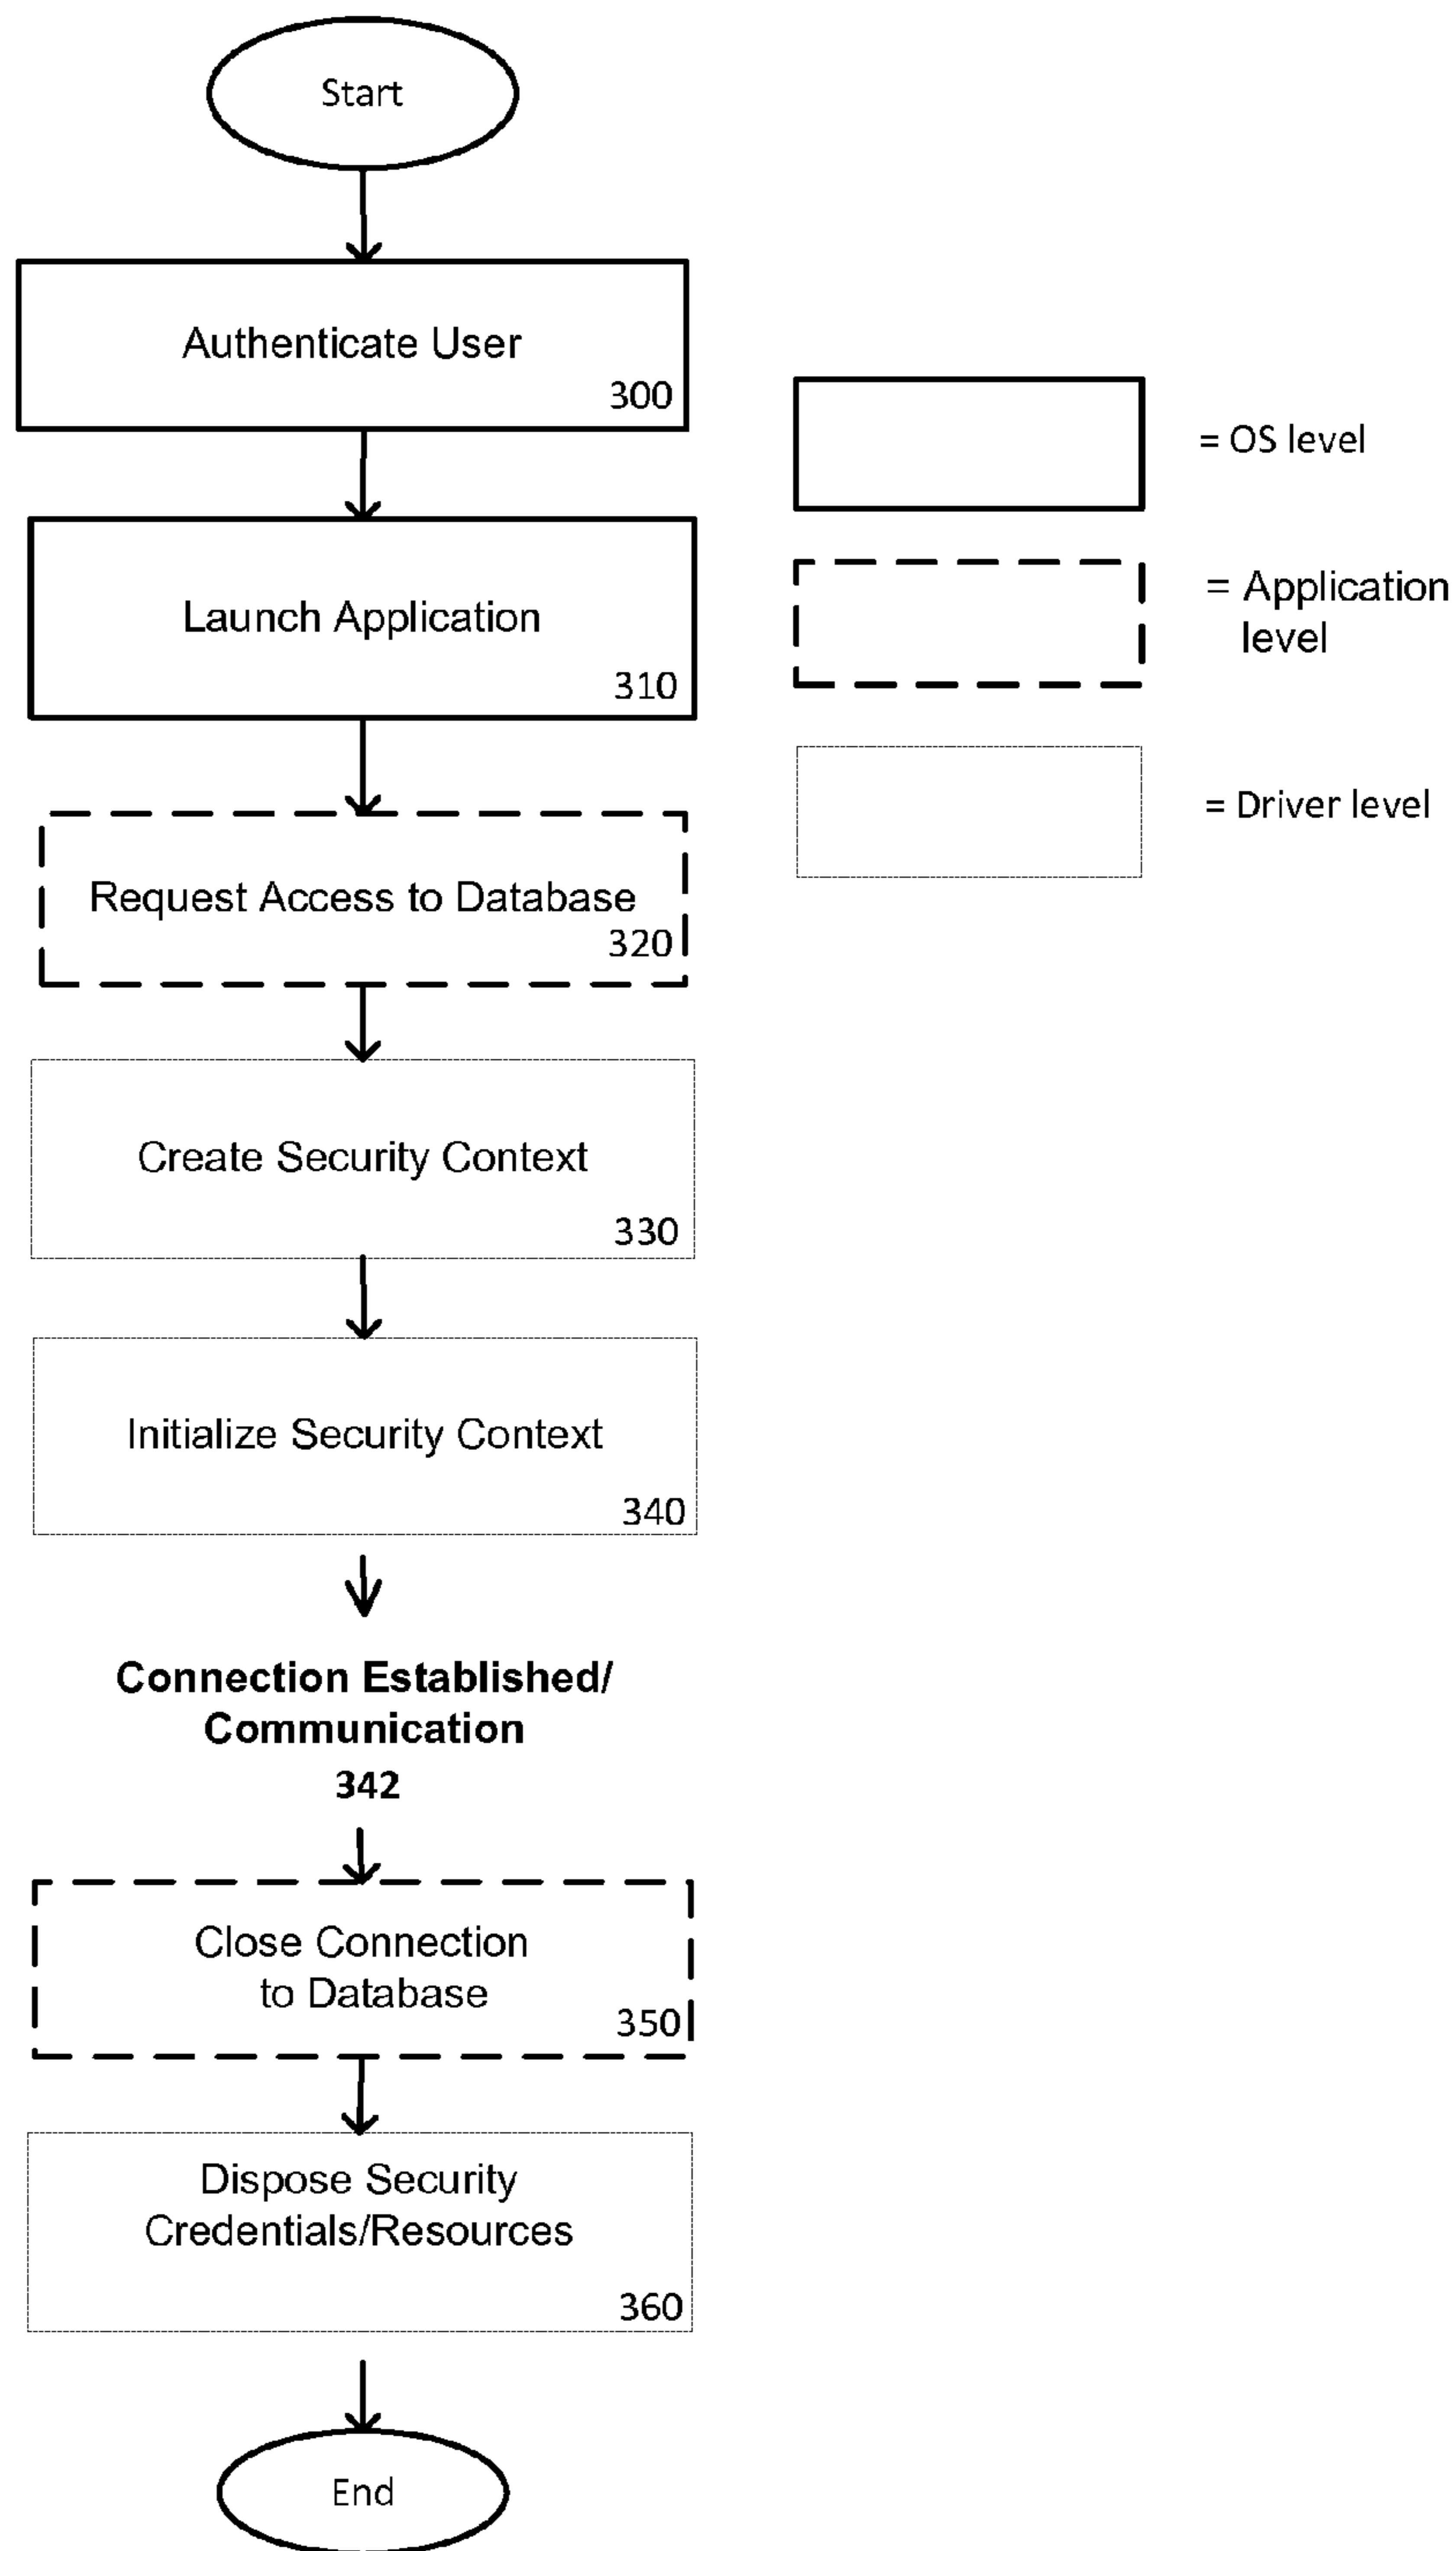 Start
Authenticate User
300
Launch Application
310
Request Access to Database
320
Create Security Context
330
Initialize Security Context
340
Connection Established/
Communication
342
Close Connection
to Database
350
Dispose Security
Credentials/Resources
360
End
= OS level
= Application
level
= Driver level